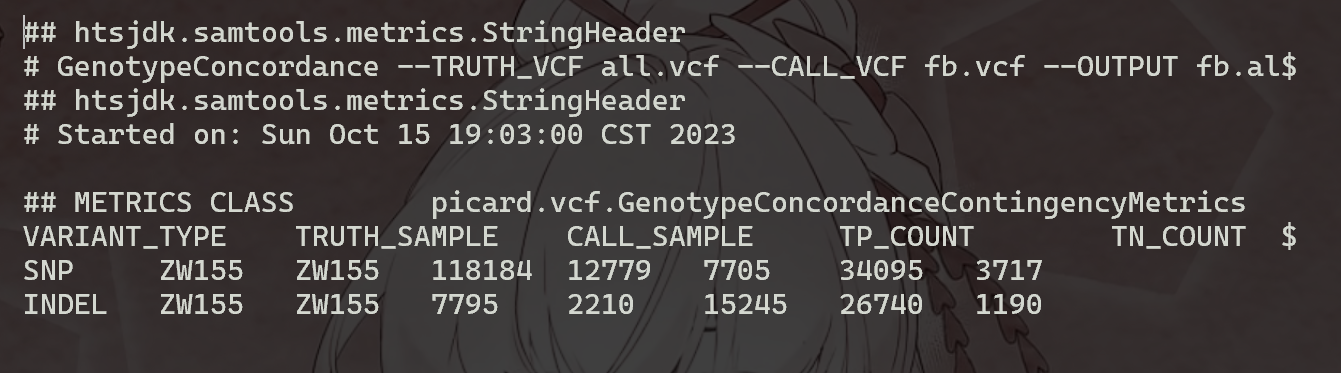 ## htsjdk.samtools.metrics.StringHeader
# GenotypeConcordance --TRUTH_VCF all.vcf --CALL_VCF fb.vcf --OUTPUT fb.al$
## htsjdk.samtools.metrics.StringHeader
# Started on: Sun Oct 15 19:03:00 CST 2023
## METRICS CLASS picard.vcf.GenotypeConcordanceContingencyMetrics
VARIANT_TYPE TRUTH_SAMPLE CALL_SAMPLE TP_COUNT TN_COUNT $
SNP ZW155 ZW155 118184 12779 7705 34095 3717
INDEL ZW155 ZW155 7795 2210 15245 26740 1190